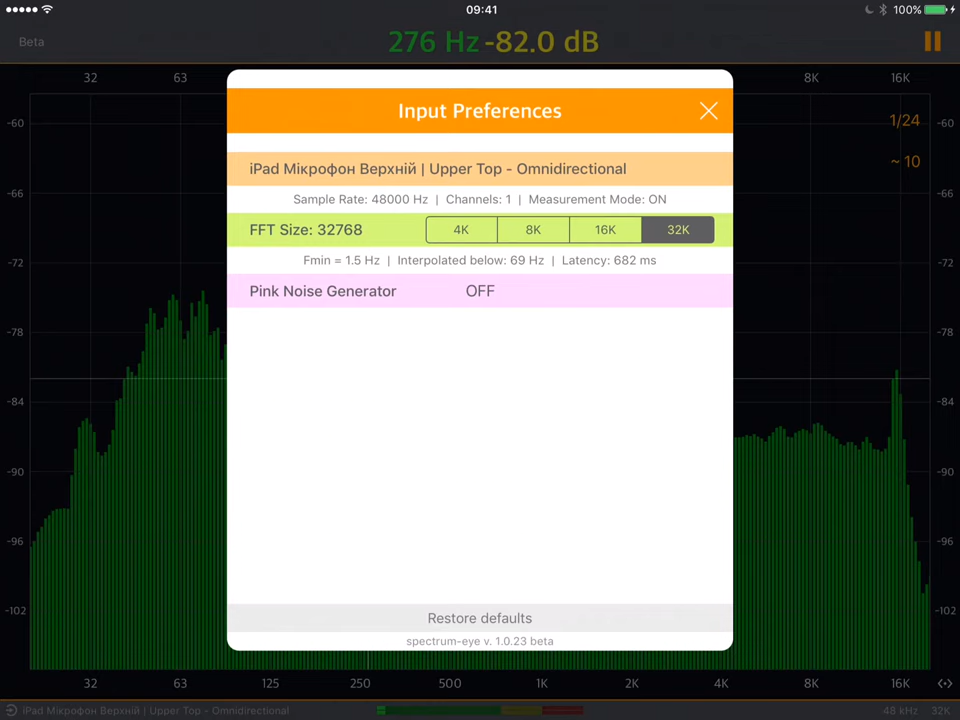 09:41
100%
Beta
276 Hz -82.0 dB
32 63 8K 16K
Input Preferences
-60 1/24 -60
~ 10
iPad Мікрофон Верхній | Upper Top - Omnidirectional
-66 Sample Rate: 48000 Hz | Channels: 1 | Measurement Mode: ON -66
FFT Size: 32768 4K 8K 16K 32K
-72 Fmin = 1.5 Hz | Interpolated below: 69 Hz | Latency: 682 ms -72
Pink Noise Generator OFF
-78 -78
-84 -84
-90 -90
-96 -96
-102 -102
Restore defaults
spectrum-eye v. 1.0.23 beta
32 63 125 250 500 1K 2K 4K 8K 16K
iPad Мікрофон Верхній | Upper Top - Omnidirectional 48 kHz 32K